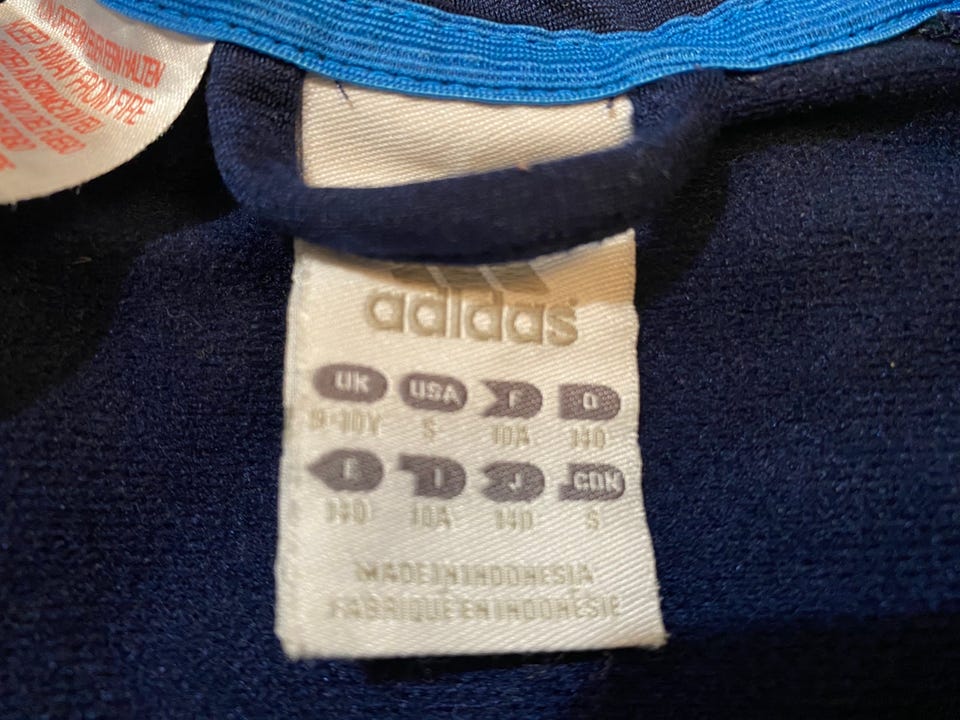 FERNHALTEN
KEEP AWAY FROM FIRE
adidas
UK USA F D
9-10Y S 10A 140
E I J CDN
140 10A 140 S
MADE IN INDONESIA
FABRIQUÉ EN INDONÉSIE